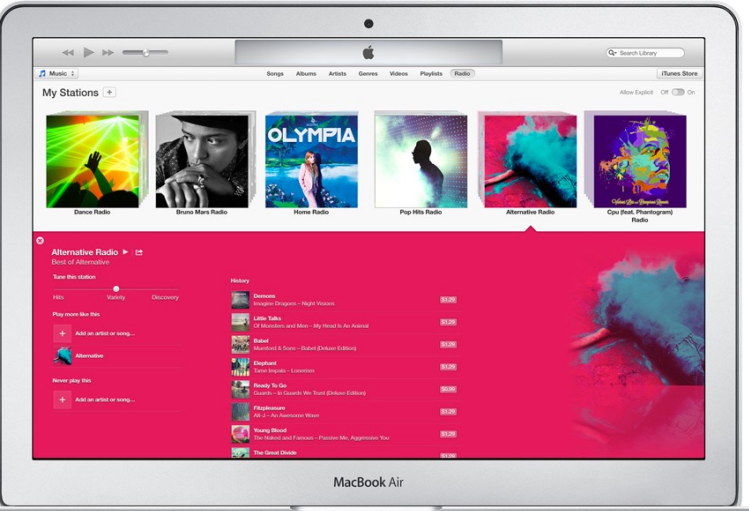 Search Library
Music
Songs Albums Artists Genres Videos Playlists Radio
iTunes Store
My Stations +
Allow Explicit Off On
OLYMPIA
Dance Radio
Bruno Mars Radio
Home Radio
Pop Hits Radio
Alternative Radio
Cpu (feat. Phantogram)
Radio
Alternative Radio
Best of Alternative
Tune this station
Hits Variety Discovery
Play more like this
+ Add an artist or song...
Alternative
Never play this
+ Add an artist or song...
History
Demons $1.29
Imagine Dragons – Night Visions
Little Talks $1.29
Of Monsters and Men – My Head Is An Animal
Babel $1.29
Mumford & Sons – Babel (Deluxe Edition)
Elephant $1.29
Tame Impala – Lonerism
Ready To Go $0.99
Guards – In Guards We Trust (Deluxe Edition)
Fitzpleasure $1.29
Alt-J – An Awesome Wave
Young Blood $1.29
The Naked and Famous – Passive Me, Aggressive You
The Great Divide $1.29
MacBook Air